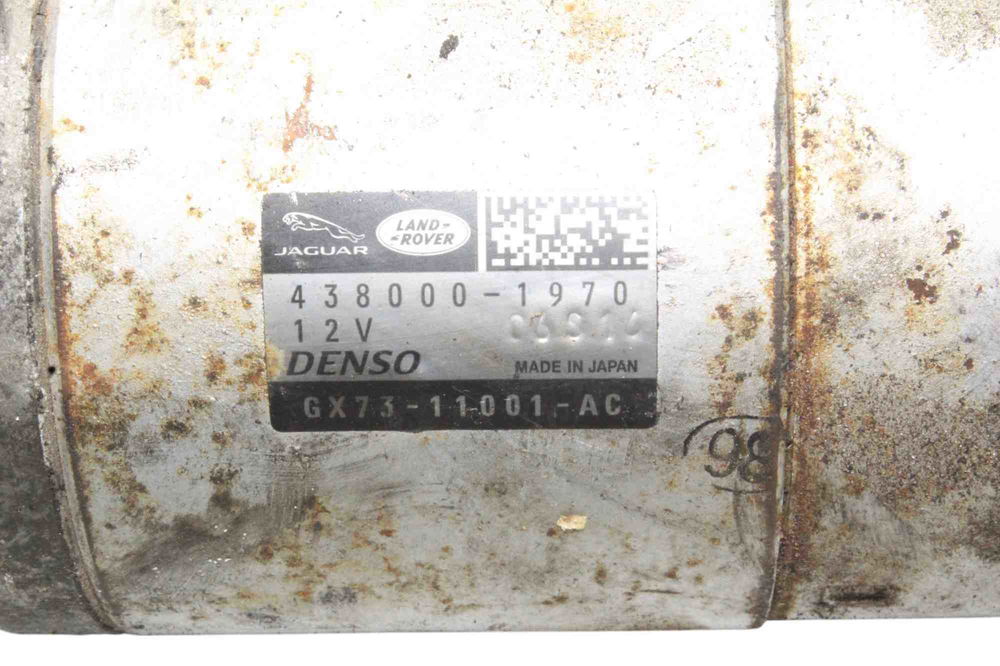 JAGUAR
LAND-
-ROVER
438000-1970
12V
DENSO
MADE IN JAPAN
GX73-11001-AC
98